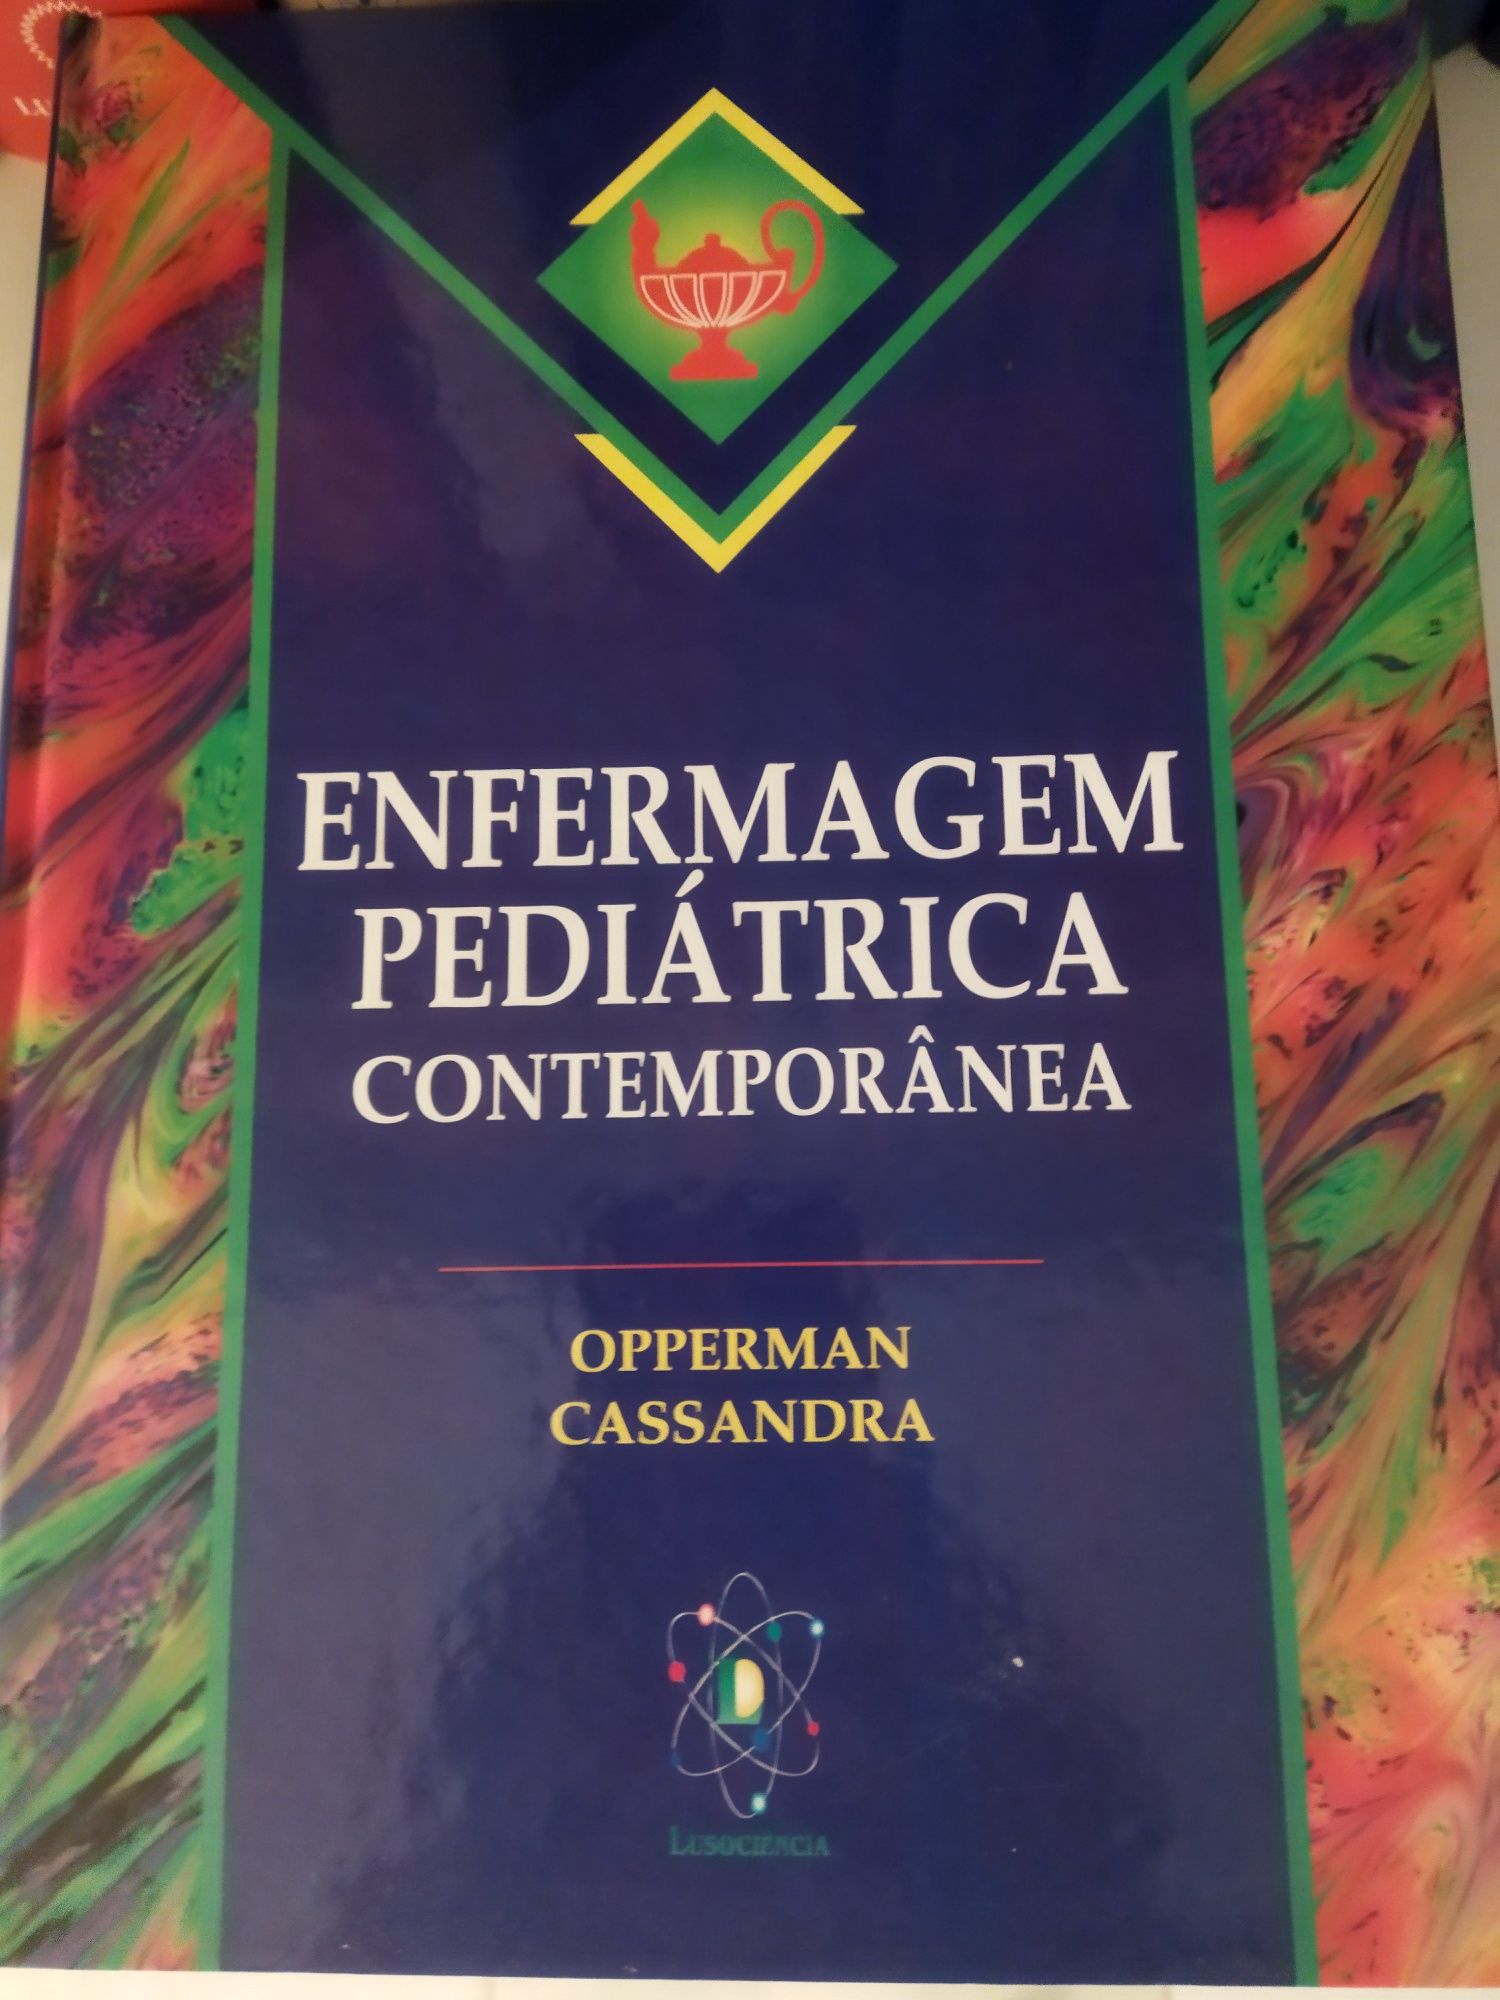 ENFERMAGEM
PEDIÁTRICA
CONTEMPORÂNEA
OPPERMAN
CASSANDRA
D
LUSOCIÊNCIA